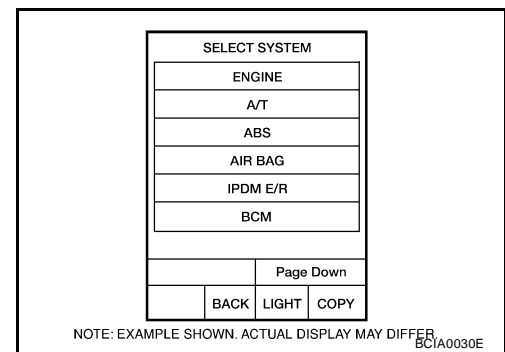 SELECT SYSTEM
ENGINE
A/T
ABS
AIR BAG
IPDM E/R
BCM
Page Down
BACK LIGHT COPY
NOTE: EXAMPLE SHOWN. ACTUAL DISPLAY MAY DIFFER.
BCIA0030E